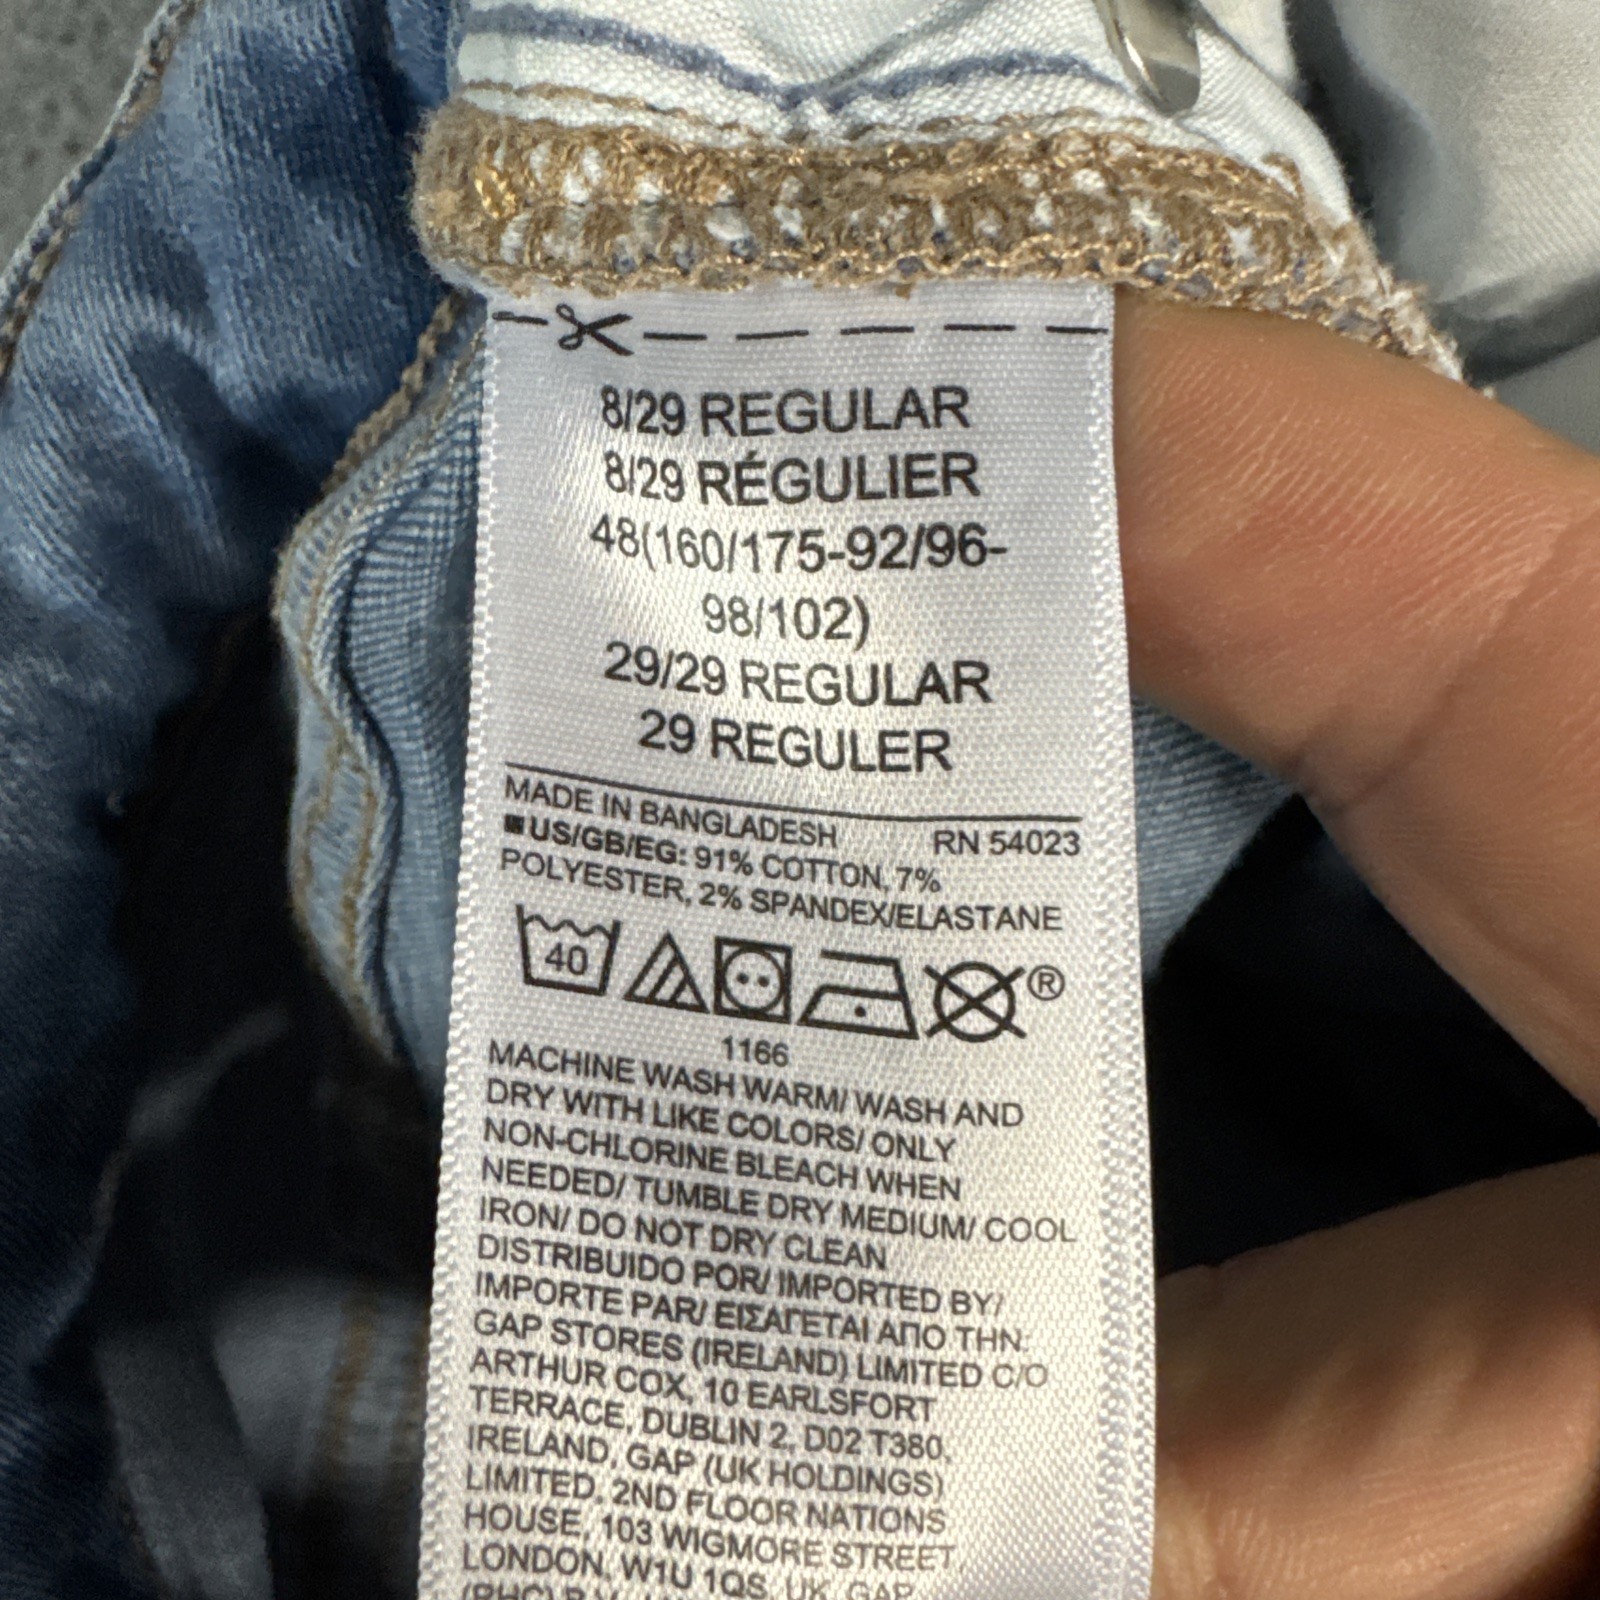 8/29 REGULAR
8/29 RÉGULIER
48(160/175-92/96-
98/102)
29/29 REGULAR
29 REGULER
MADE IN BANGLADESH RN 54023
■US/GB/EG: 91% COTTON, 7%
POLYESTER, 2% SPANDEX/ELASTANE
40 ®
1166
MACHINE WASH WARM/ WASH AND
DRY WITH LIKE COLORS/ ONLY
NON-CHLORINE BLEACH WHEN
NEEDED/ TUMBLE DRY MEDIUM/ COOL
IRON/ DO NOT DRY CLEAN
DISTRIBUIDO POR/ IMPORTED BY/
IMPORTE PAR/ ΕΙΣΑΓΕΤΑΙ ΑΠΟ ΤΗΝ:
GAP STORES (IRELAND) LIMITED C/O
ARTHUR COX, 10 EARLSFORT
TERRACE, DUBLIN 2, D02 T380,
IRELAND, GAP (UK HOLDINGS)
LIMITED, 2ND FLOOR NATIONS
HOUSE, 103 WIGMORE STREET
LONDON, W1U 1QS, UK, GAP